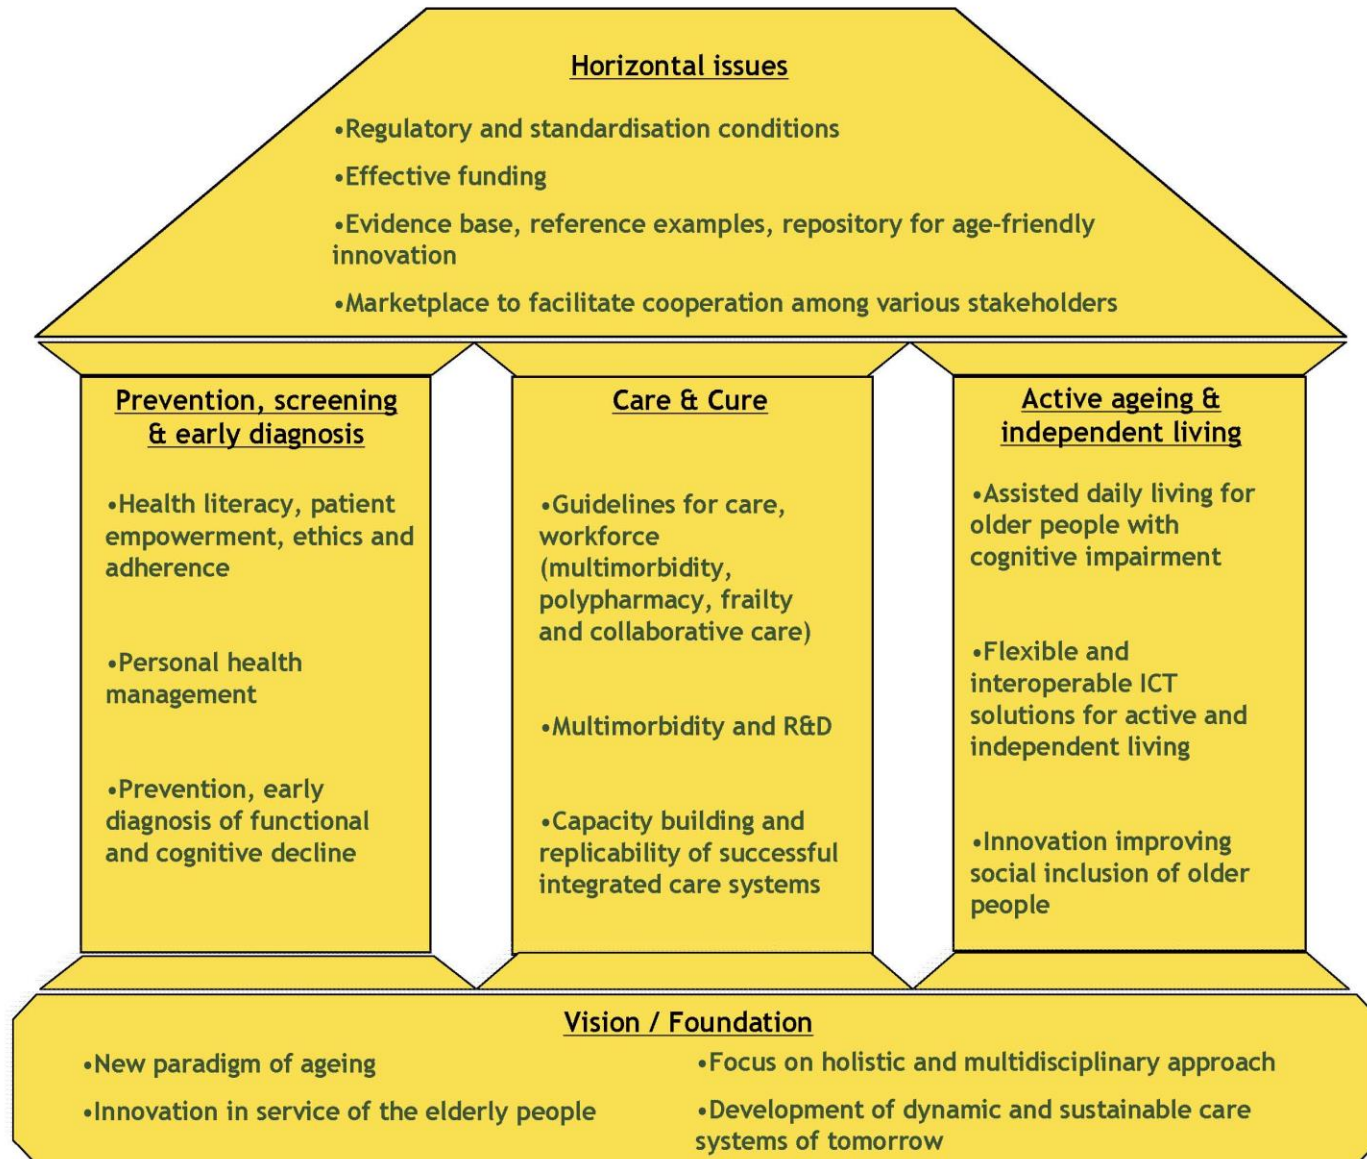 Horizontal issues
•Regulatory and standardisation conditions
•Effective funding
•Evidence base, reference examples, repository for age-friendly
innovation
•Marketplace to facilitate cooperation among various stakeholders
Prevention, screening
& early diagnosis
•Health literacy, patient
empowerment, ethics and
adherence
•Personal health
management
•Prevention, early
diagnosis of functional
and cognitive decline
Care & Cure
•Guidelines for care,
workforce
(multimorbidity,
polypharmacy, frailty
and collaborative care)
•Multimorbidity and R&D
•Capacity building and
replicability of successful
integrated care systems
Active ageing &
independent living
•Assisted daily living for
older people with
cognitive impairment
•Flexible and
interoperable ICT
solutions for active and
independent living
•Innovation improving
social inclusion of older
people
Vision / Foundation
•New paradigm of ageing
•Innovation in service of the elderly people
•Focus on holistic and multidisciplinary approach
•Development of dynamic and sustainable care
systems of tomorrow